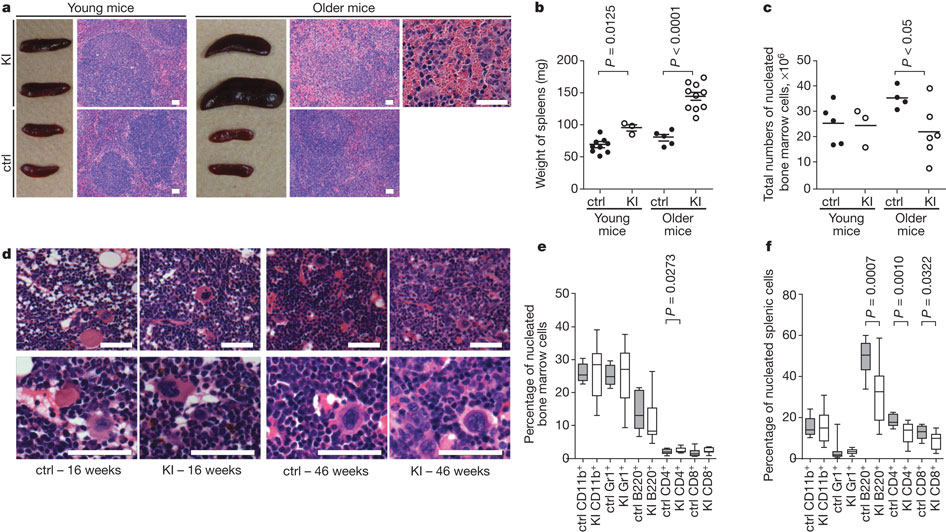 a
Young mice
Older mice
KI
ctrl
b
P = 0.0125
P < 0.0001
Weight of spleens (mg)
200
150
100
50
0
ctrl KI ctrl KI
Young mice
Older mice
c
P < 0.05
Total numbers of nucleated
bone marrow cells, ×10⁶
50
40
30
20
10
0
ctrl KI ctrl KI
Young mice
Older mice
d
ctrl – 16 weeks
KI – 16 weeks
ctrl – 46 weeks
KI – 46 weeks
e
P = 0.0273
Percentage of nucleated
bone marrow cells
50
40
30
20
10
0
ctrl CD11b⁺
KI CD11b⁺
ctrl Gr1⁺
KI Gr1⁺
ctrl B220⁺
KI B220⁺
ctrl CD4⁺
KI CD4⁺
ctrl CD8⁺
KI CD8⁺
f
P = 0.0007
P = 0.0010
P = 0.0322
Percentage of nucleated splenic cells
80
60
40
20
0
ctrl CD11b⁺
KI CD11b⁺
ctrl Gr1⁺
KI Gr1⁺
ctrl B220⁺
KI B220⁺
ctrl CD4⁺
KI CD4⁺
ctrl CD8⁺
KI CD8⁺